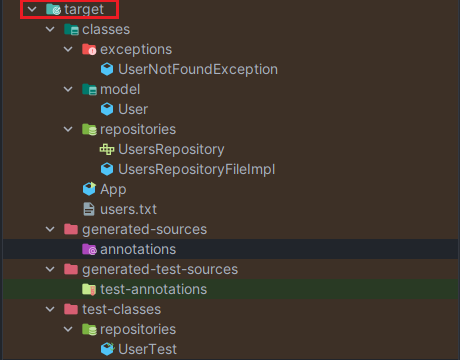 target
classes
exceptions
UserNotFoundException
model
User
repositories
UsersRepository
UsersRepositoryFileImpl
App
users.txt
generated-sources
annotations
generated-test-sources
test-annotations
test-classes
repositories
UserTest